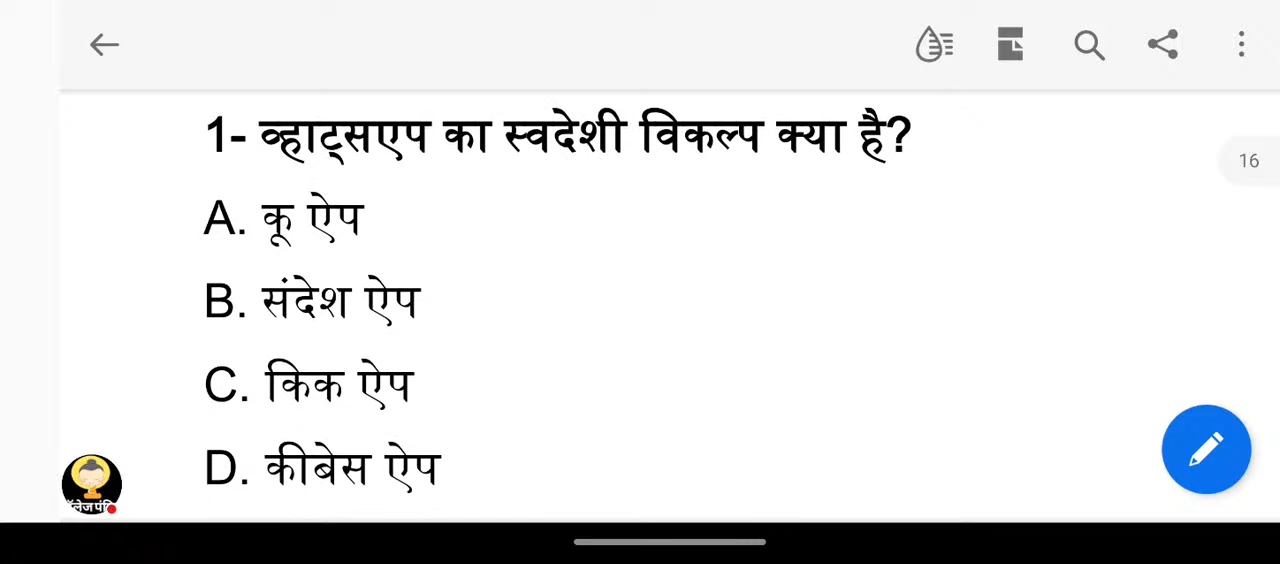 16
1- व्हाट्सएप का स्वदेशी विकल्प क्या है?
A. कू ऐप
B. संदेश ऐप
C. किक ऐप
D. कीबेस ऐप